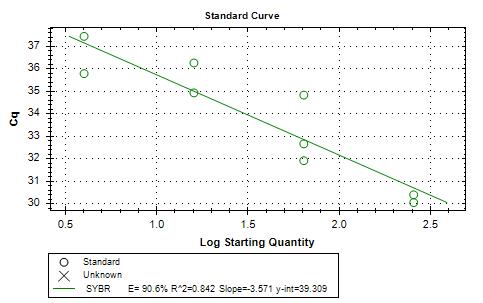 Standard Curve
37
36
35
34
33
32
31
30
Cq
0.5 1.0 1.5 2.0 2.5
Log Starting Quantity
Standard
Unknown
SYBR E= 90.6% R^2=0.842 Slope=-3.571 y-int=39.309